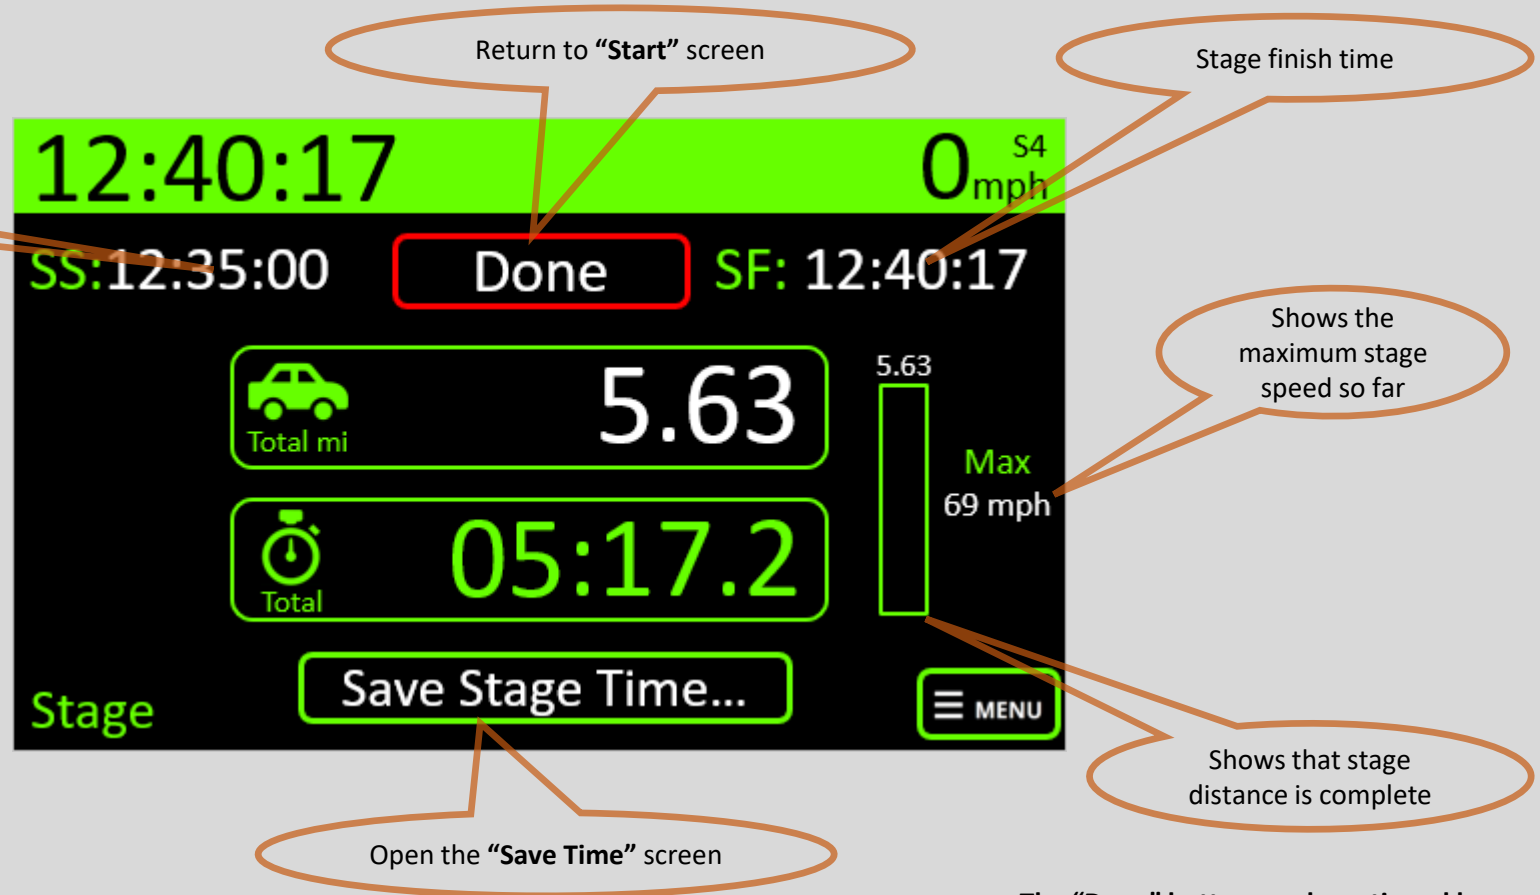 Return to “Start” screen
Stage finish time
12:40:17
0 mph
S4
SS:12:35:00
Done
SF: 12:40:17
Shows the
maximum stage
speed so far
5.63
Total mi
5.63
Max
69 mph
05:17.2
Total
Save Stage Time...
Stage
☰ MENU
Shows that stage
distance is complete
Open the “Save Time” screen